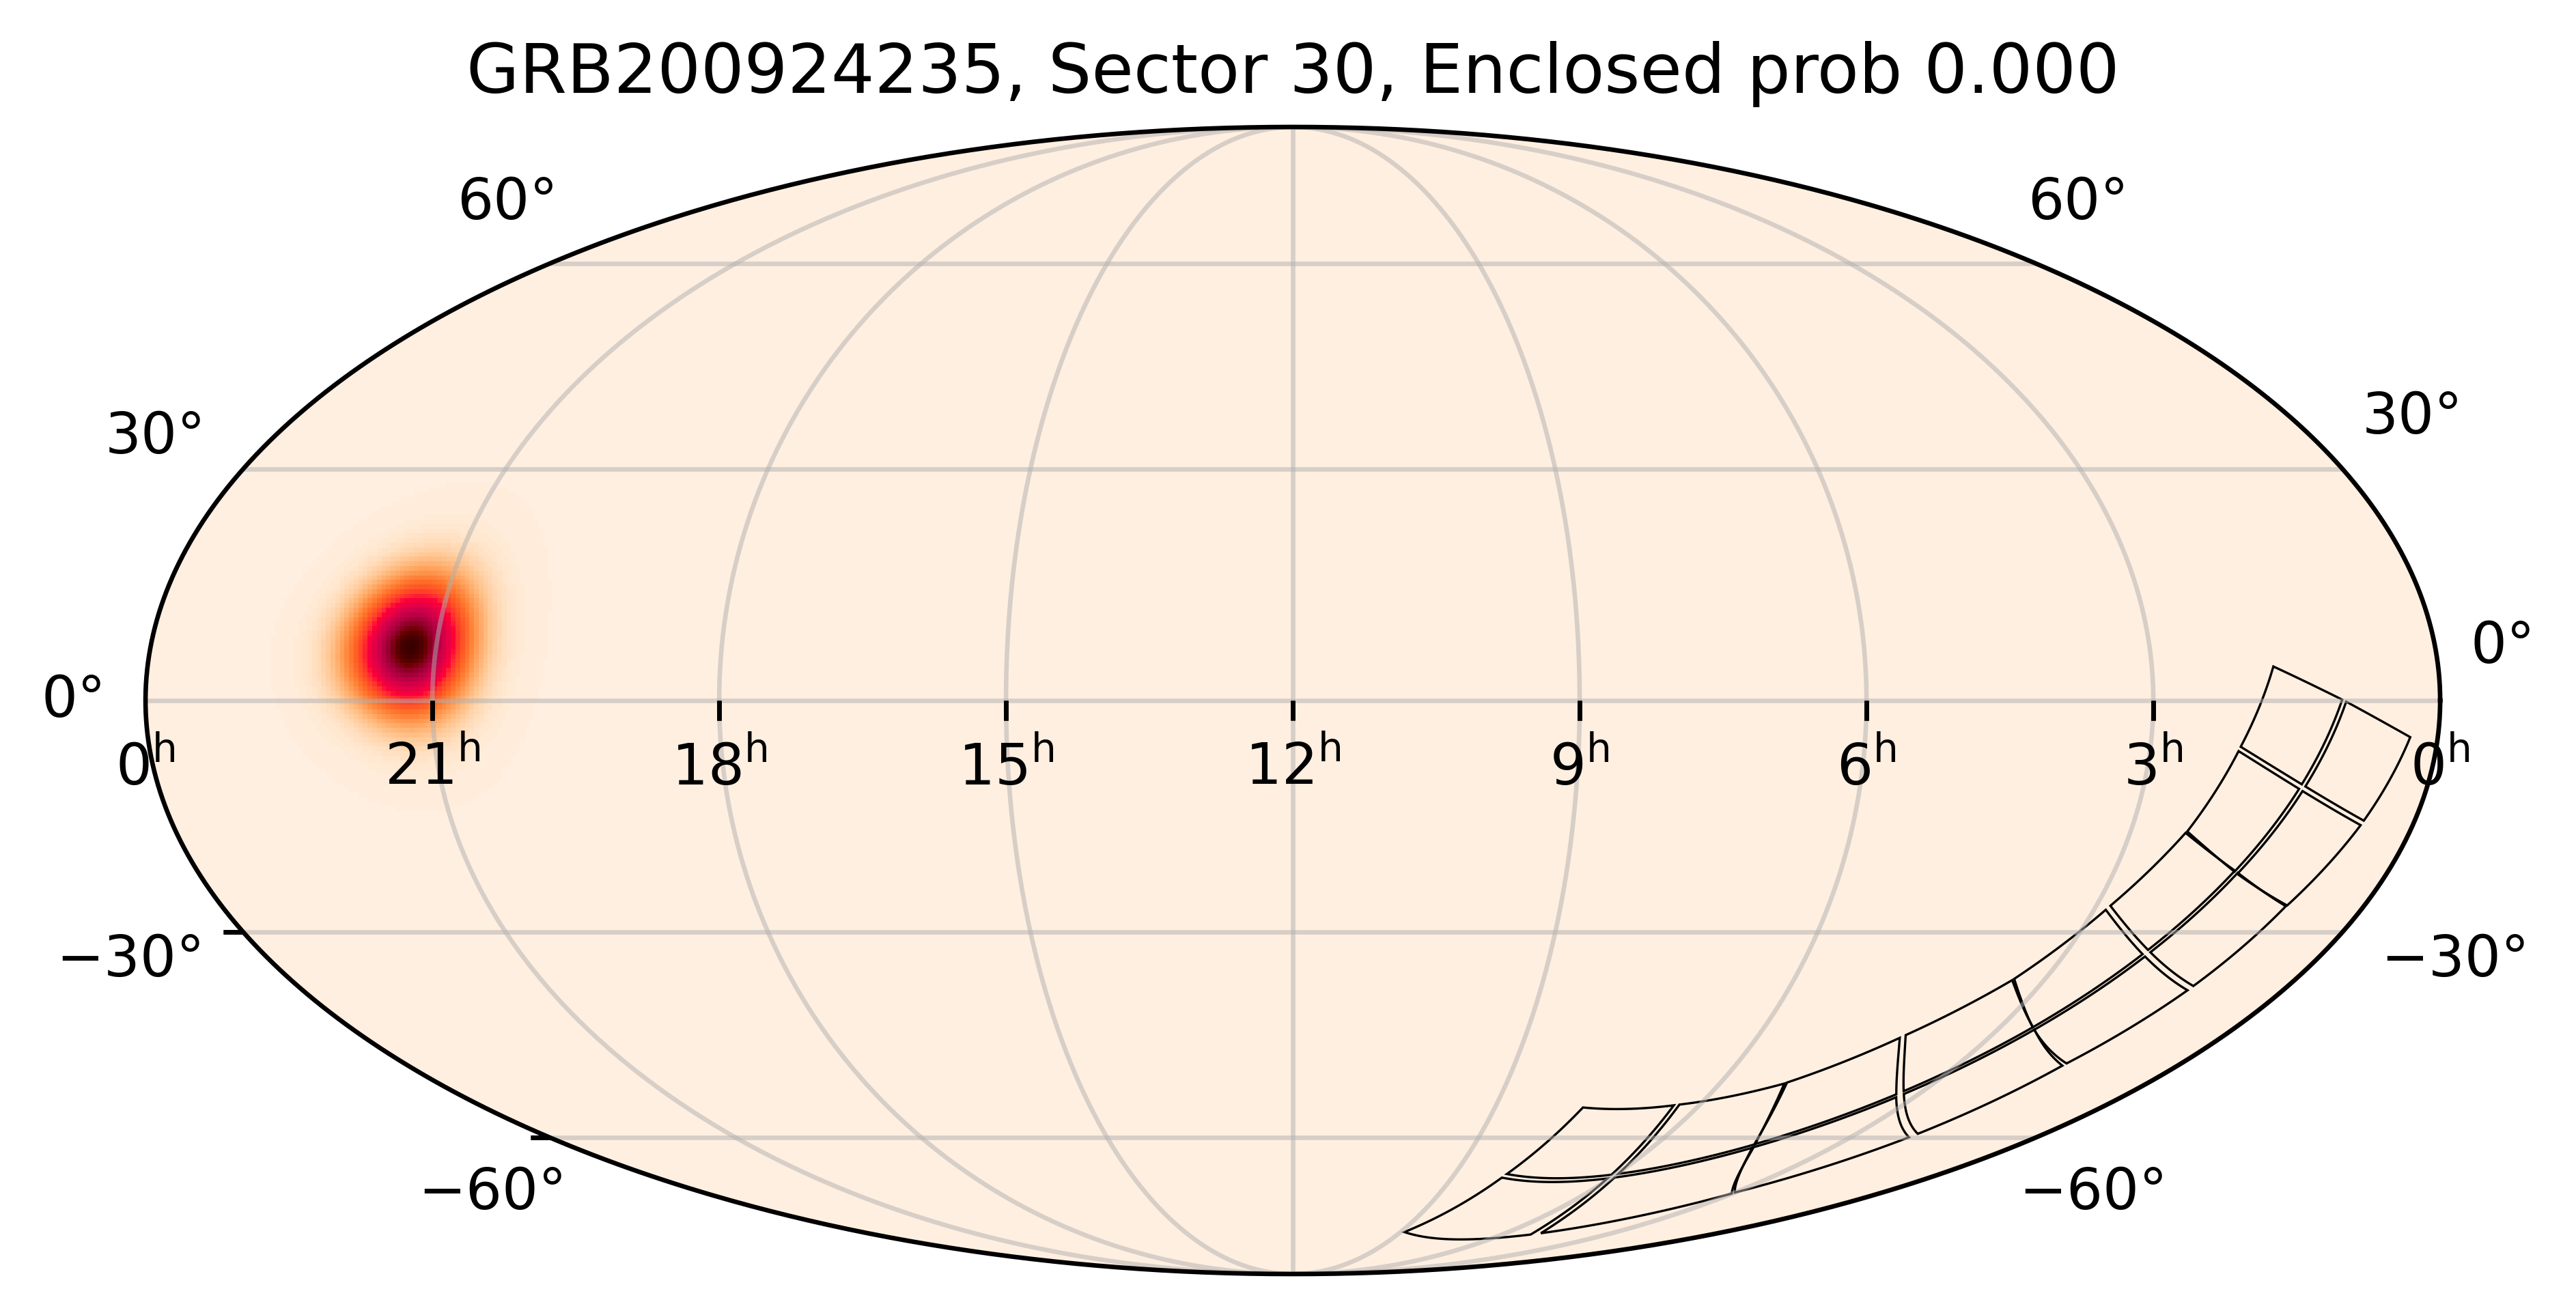 GRB200924235, Sector 30, Enclosed prob 0.000
60° 60°
30° 30°
0° 0°
0ʰ 21ʰ 18ʰ 15ʰ 12ʰ 9ʰ 6ʰ 3ʰ 0ʰ
−30° −30°
−60° −60°